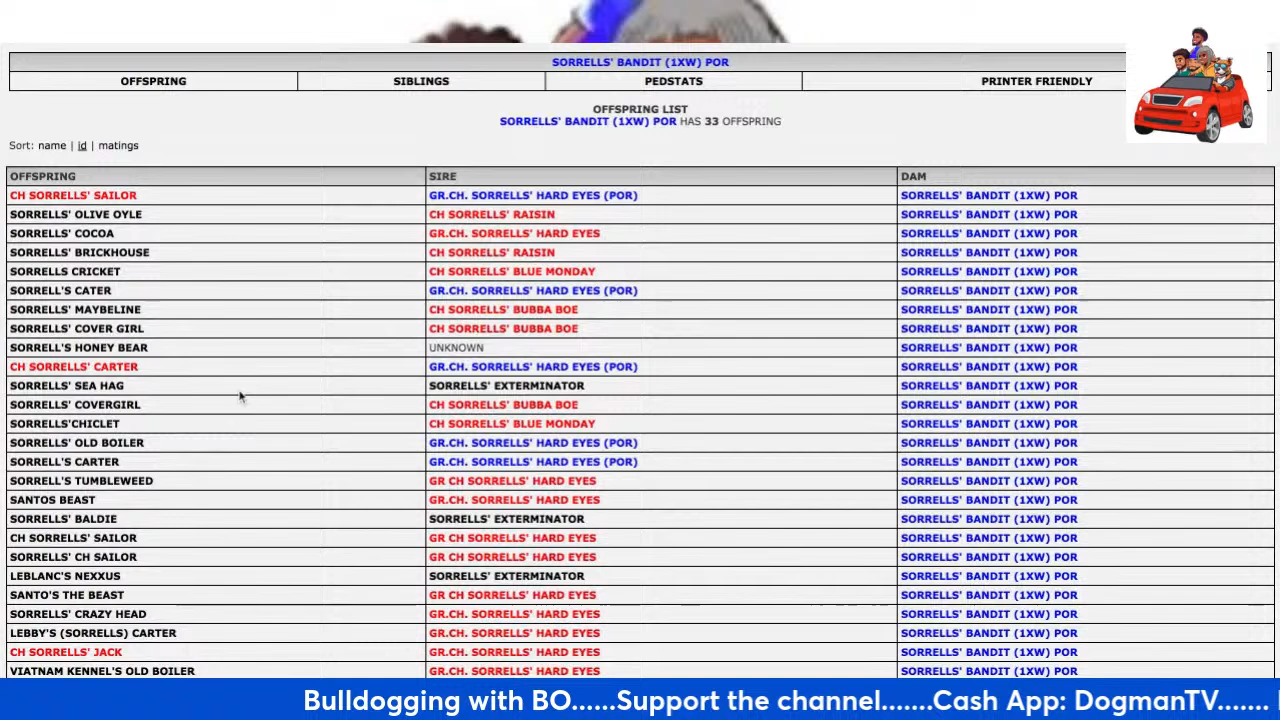 SORRELLS' BANDIT (1XW) POR
OFFSPRING SIBLINGS PEDSTATS PRINTER FRIENDLY
OFFSPRING LIST
SORRELLS' BANDIT (1XW) POR HAS 33 OFFSPRING
Sort: name | id | matings
OFFSPRING SIRE DAM
CH SORRELLS' SAILOR GR.CH. SORRELLS' HARD EYES (POR) SORRELLS' BANDIT (1XW) POR
SORRELLS' OLIVE OYLE CH SORRELLS' RAISIN SORRELLS' BANDIT (1XW) POR
SORRELLS' COCOA GR.CH. SORRELLS' HARD EYES SORRELLS' BANDIT (1XW) POR
SORRELLS' BRICKHOUSE CH SORRELLS' RAISIN SORRELLS' BANDIT (1XW) POR
SORRELLS CRICKET CH SORRELLS' BLUE MONDAY SORRELLS' BANDIT (1XW) POR
SORRELL'S CATER GR.CH. SORRELLS' HARD EYES (POR) SORRELLS' BANDIT (1XW) POR
SORRELLS' MAYBELINE CH SORRELLS' BUBBA BOE SORRELLS' BANDIT (1XW) POR
SORRELLS' COVER GIRL CH SORRELLS' BUBBA BOE SORRELLS' BANDIT (1XW) POR
SORRELL'S HONEY BEAR UNKNOWN SORRELLS' BANDIT (1XW) POR
CH SORRELLS' CARTER GR.CH. SORRELLS' HARD EYES (POR) SORRELLS' BANDIT (1XW) POR
SORRELLS' SEA HAG SORRELLS' EXTERMINATOR SORRELLS' BANDIT (1XW) POR
SORRELLS' COVERGIRL CH SORRELLS' BUBBA BOE SORRELLS' BANDIT (1XW) POR
SORRELLS'CHICLET CH SORRELLS' BLUE MONDAY SORRELLS' BANDIT (1XW) POR
SORRELLS' OLD BOILER GR.CH. SORRELLS' HARD EYES (POR) SORRELLS' BANDIT (1XW) POR
SORRELL'S CARTER GR.CH. SORRELLS' HARD EYES (POR) SORRELLS' BANDIT (1XW) POR
SORRELL'S TUMBLEWEED GR CH SORRELLS' HARD EYES SORRELLS' BANDIT (1XW) POR
SANTOS BEAST GR.CH. SORRELLS' HARD EYES SORRELLS' BANDIT (1XW) POR
SORRELLS' BALDIE SORRELLS' EXTERMINATOR SORRELLS' BANDIT (1XW) POR
CH SORRELLS' SAILOR GR CH SORRELLS' HARD EYES SORRELLS' BANDIT (1XW) POR
SORRELLS' CH SAILOR GR CH SORRELLS' HARD EYES SORRELLS' BANDIT (1XW) POR
LEBLANC'S NEXXUS SORRELLS' EXTERMINATOR SORRELLS' BANDIT (1XW) POR
SANTO'S THE BEAST GR CH SORRELLS' HARD EYES SORRELLS' BANDIT (1XW) POR
SORRELLS' CRAZY HEAD GR.CH. SORRELLS' HARD EYES SORRELLS' BANDIT (1XW) POR
LEBBY'S (SORRELLS) CARTER GR.CH. SORRELLS' HARD EYES SORRELLS' BANDIT (1XW) POR
CH SORRELLS' JACK GR.CH. SORRELLS' HARD EYES SORRELLS' BANDIT (1XW) POR
VIATNAM KENNEL'S OLD BOILER GR.CH. SORRELLS' HARD EYES SORRELLS' BANDIT (1XW) POR
Bulldogging with BO......Support the channel.......Cash App: DogmanTV.......